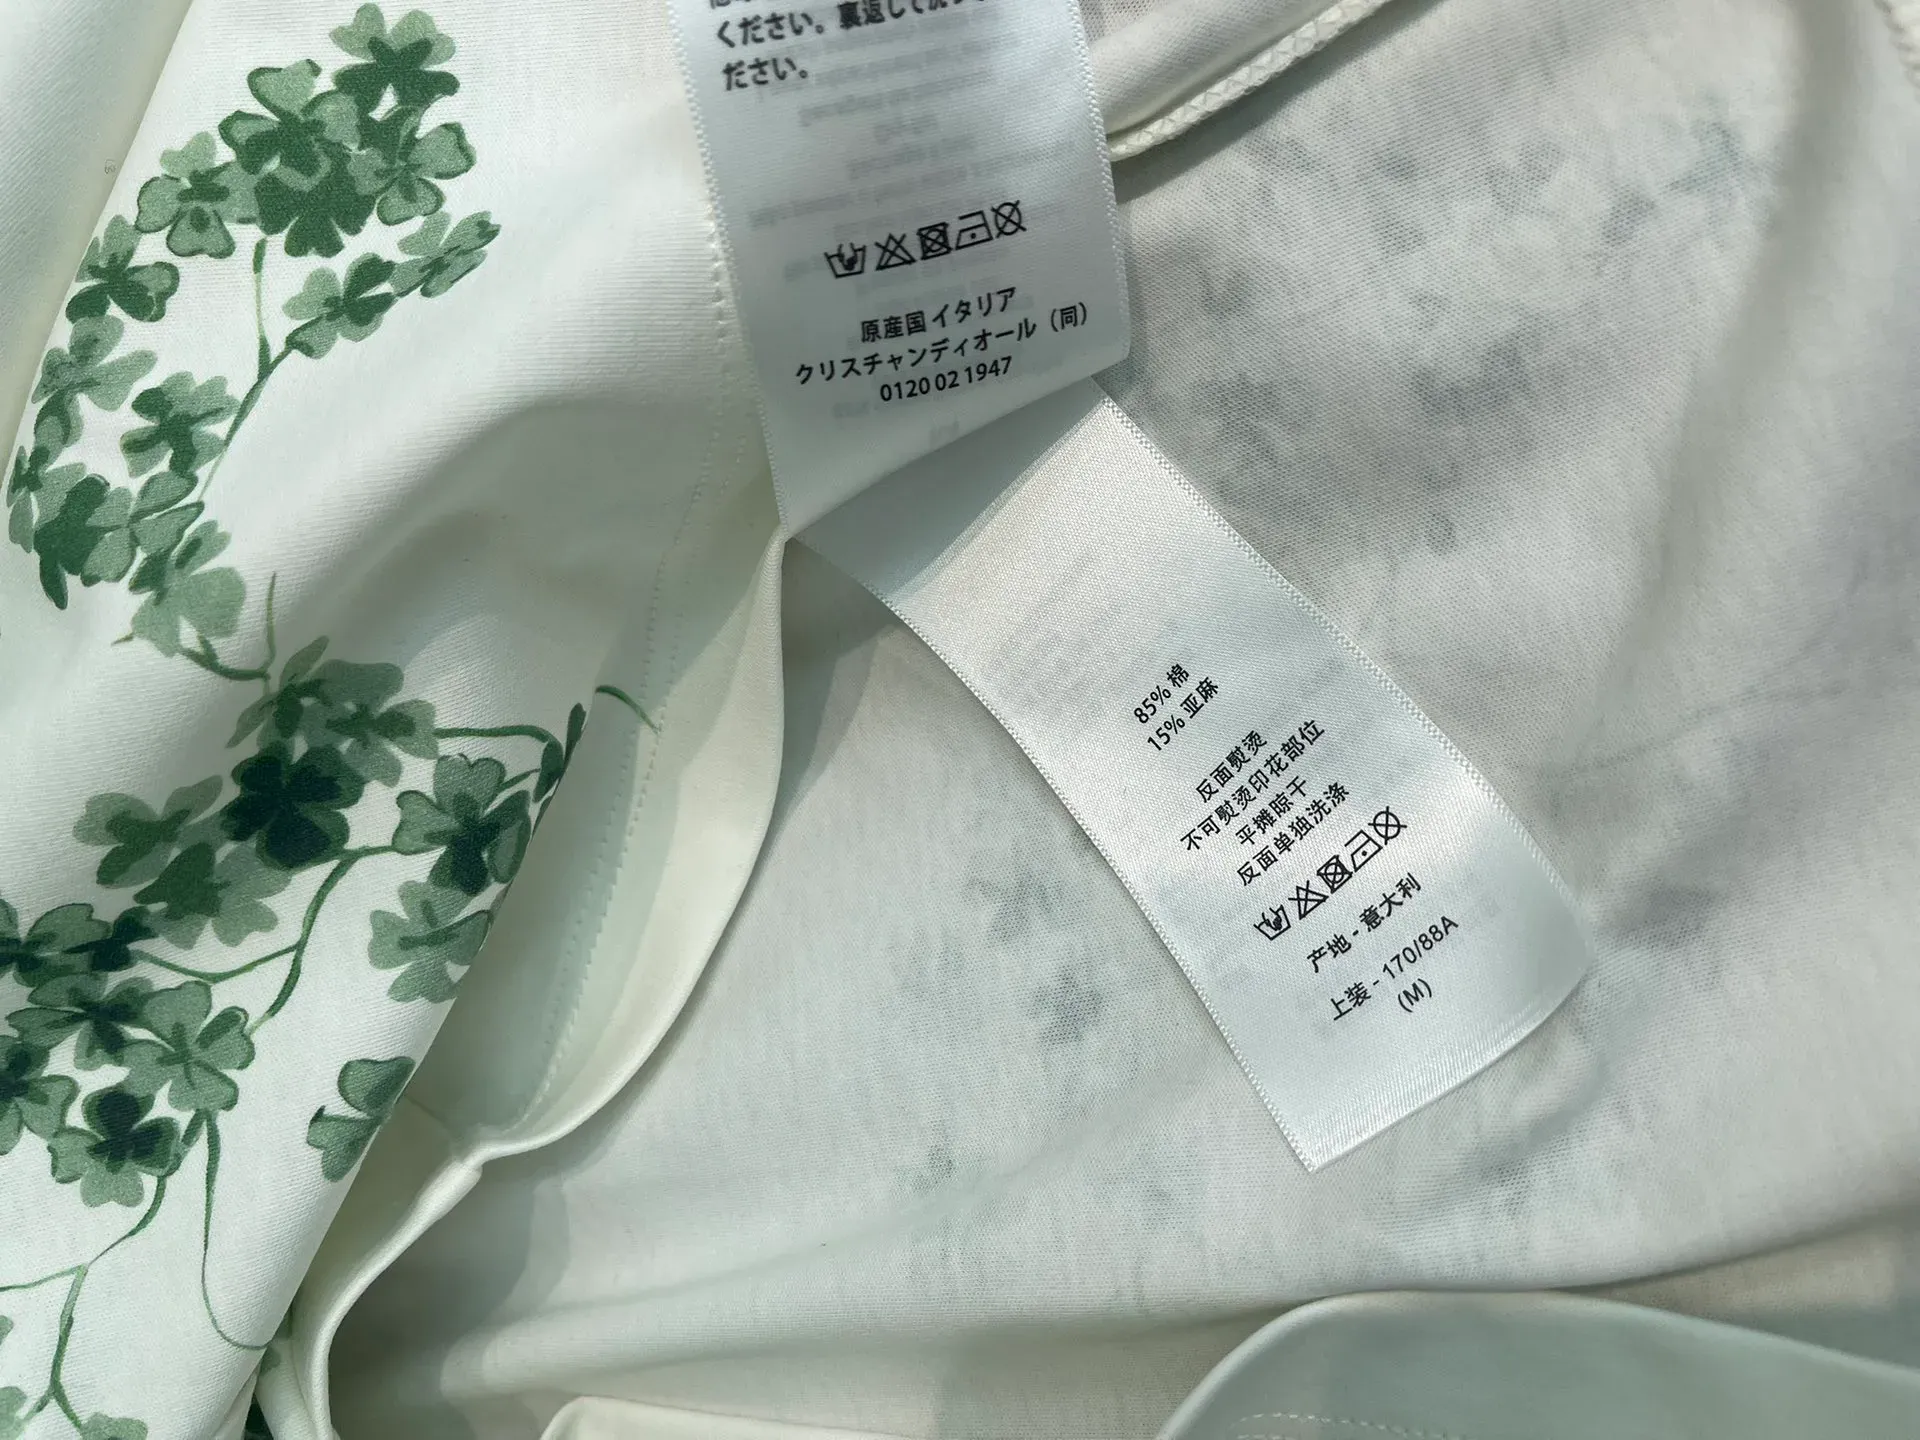 ください。裏返して洗
ださい。
原産国 イタリア
クリスチャンディオール（同）
0120 02 1947
85% 棉
15% 亚麻
反面熨烫
不可熨烫印花部位
平摊晾干
反面单独洗涤
产地 - 意大利
上装 - 170/88A
(M)